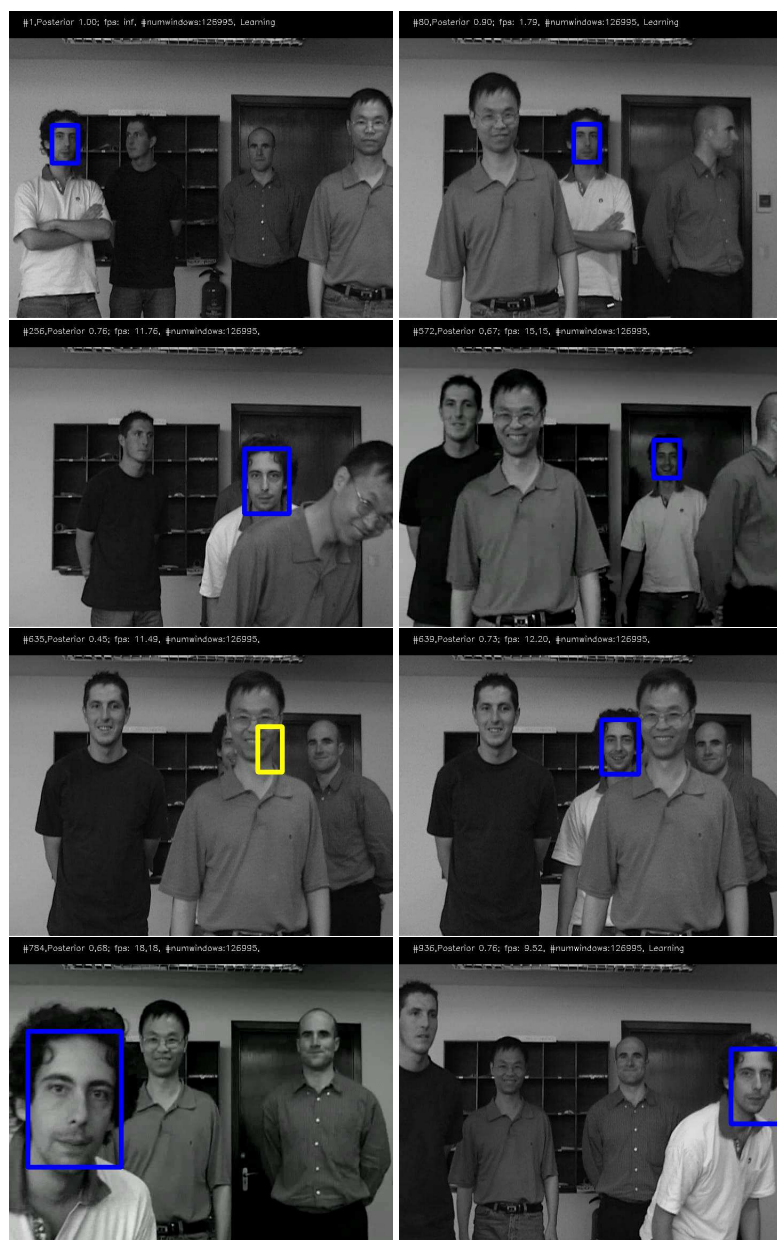 #1,Posterior 1.00; fps: inf, #numwindows:126995, Learning
#80,Posterior 0.90; fps: 1.79, #numwindows:126995, Learning
#256,Posterior 0.76; fps: 11.76, #numwindows:126995,
#572,Posterior 0,67; fps: 15,15, #numwindows:126995,
#635,Posterior 0.45; fps: 11.49, #numwindows:126995,
#639,Posterior 0.73; fps: 12.20, #numwindows:126995,
#784,Posterior 0,68; fps: 18,18, #numwindows:126995,
#936,Posterior 0.76; fps: 9.52, #numwindows:126995, Learning